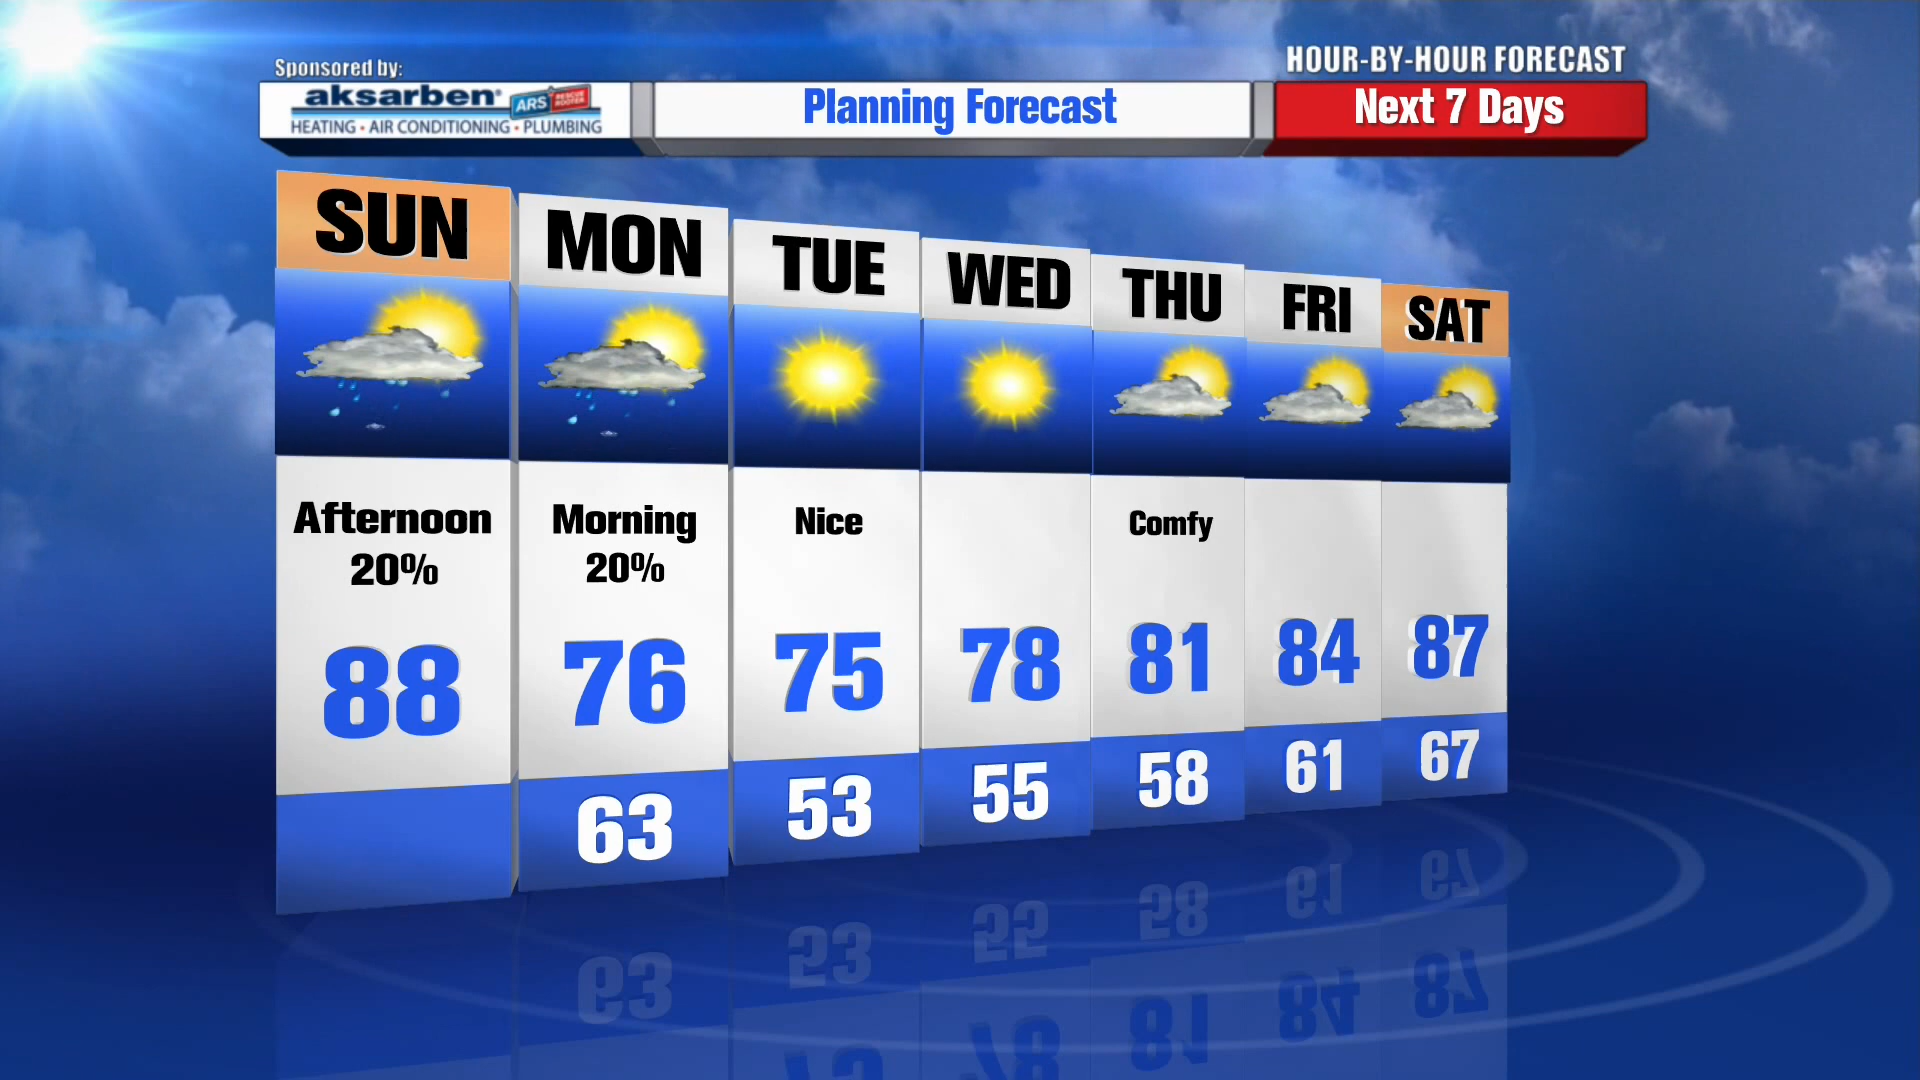 Sponsored by:
aksarben®
ARS RESCUE ROOTER
HEATING • AIR CONDITIONING • PLUMBING
Planning Forecast
HOUR-BY-HOUR FORECAST
Next 7 Days
SUN MON TUE WED THU FRI SAT
Afternoon Morning Nice Comfy
20% 20%
88 76 75 78 81 84 87
63 53 55 58 61 67